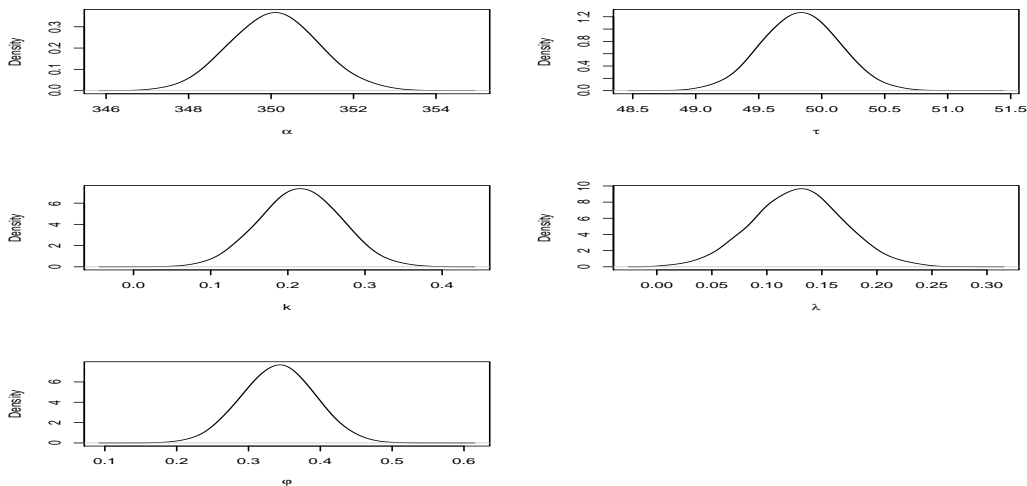 Density
0.0 0.1 0.2 0.3
346 348 350 352 354
α
Density
0.0 0.4 0.8 1.2
48.5 49.0 49.5 50.0 50.5 51.0 51.5
τ
Density
0 2 4 6
0.0 0.1 0.2 0.3 0.4
k
Density
0 2 4 6 8 10
0.00 0.05 0.10 0.15 0.20 0.25 0.30
λ
Density
0 2 4 6
0.1 0.2 0.3 0.4 0.5 0.6
φ